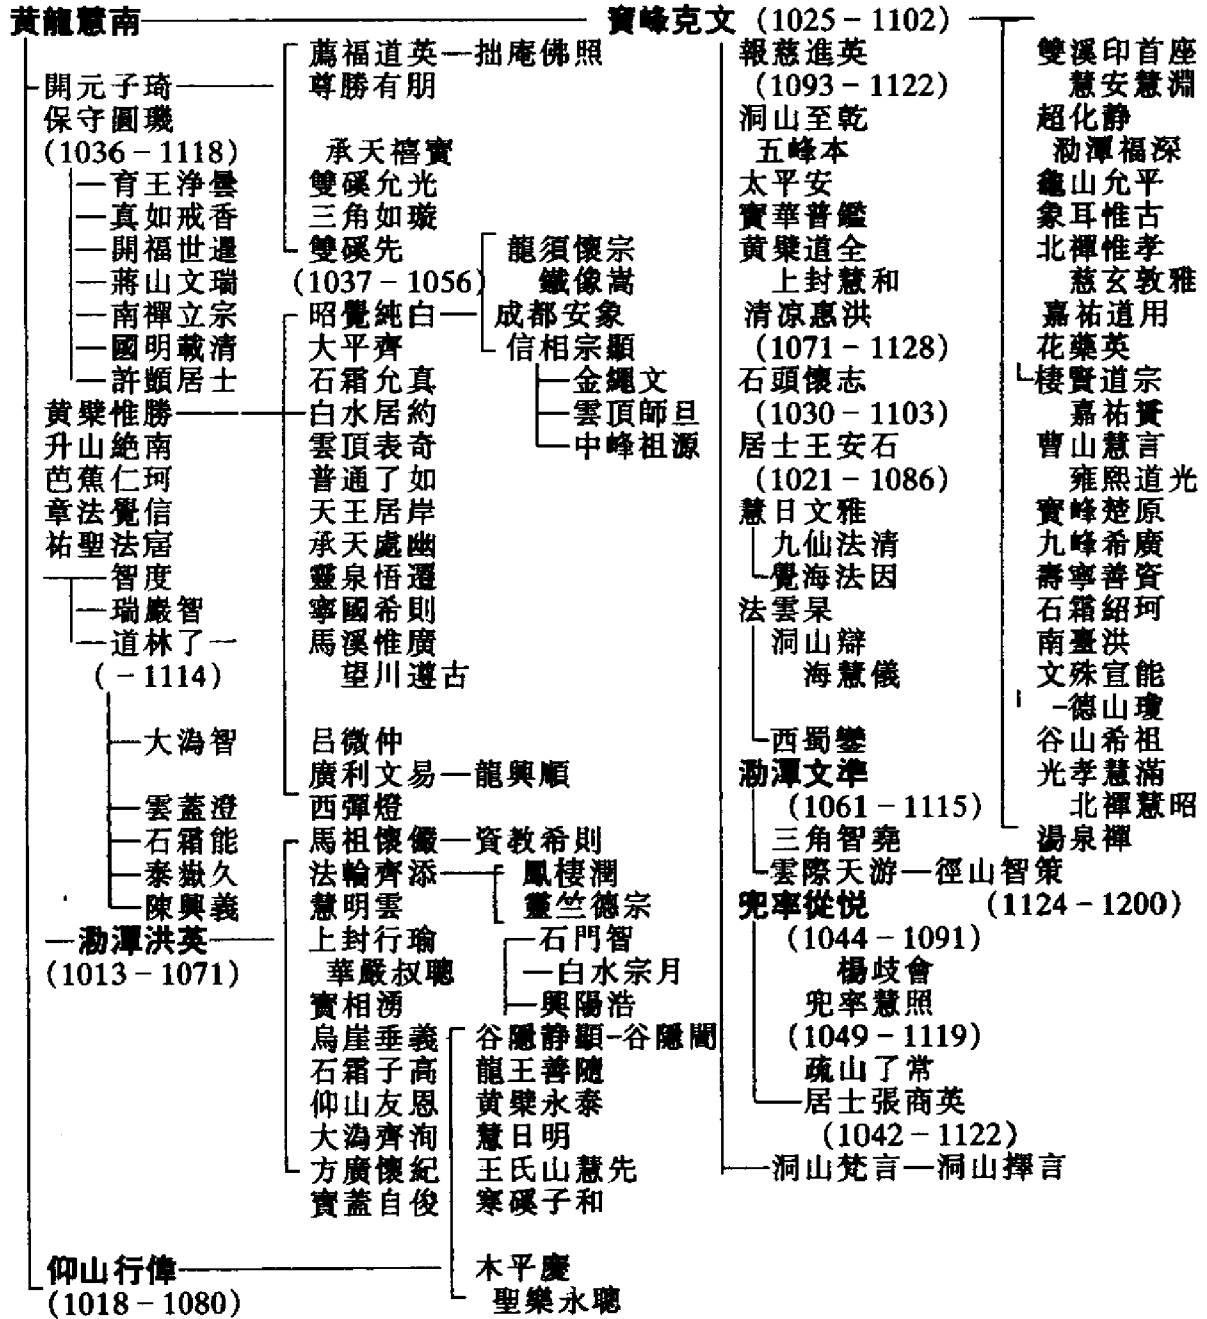 黃龍慧南
寶峰克文 (1025–1102)
開元子琦
保守圓璣
(1036–1118)
育王浄曇
真如戒香
開福世遷
蔣山文瑞
南禪立宗
國明載清
許顗居士
黃檗惟勝
升山絶南
芭蕉仁珂
章法覺信
祐聖法𡨴
智度
瑞巖智
道林了一
(–1114)
大溈智
雲蓋澄
石霜能
泰嶽久
陳興義
泐潭洪英
(1013–1071)
仰山行偉
(1018–1080)
薦福道英—拙庵佛照
尊勝有朋
承天禧寶
雙磎允光
三角如璇
雙磎先
(1037–1056)
昭覺純白
大平齊
石霜允真
白水居約
雲頂表奇
普通了如
天王居岸
承天處幽
靈泉悟遷
寧國希則
馬溪惟廣
望川遵古
呂微仲
廣利文易—龍興順
西彈燈
馬祖懷儼—資教希則
法輪齊添
慧明雲
上封行瑜
華嚴叔聰
實相湧
烏崖垂義
石霜子高
仰山友恩
大溈齊洵
方廣懷紀
寶蓋自俊
龍須懷宗
鐵像嵩
成都安象
信相宗顯
金繩文
雲頂師旦
中峰祖源
鳳棲潤
靈竺德宗
石門智
白水宗月
興陽浩
谷隱静顯–谷隱聞
龍王善隨
黃檗永泰
慧日明
王氏山慧先
寒磎子和
木平慶
聖樂永聰
報慈進英
(1093–1122)
洞山至乾
五峰本
太平安
寶華普鑑
黃檗道全
上封慧和
清凉惠洪
(1071–1128)
石頭懷志
(1030–1103)
居士王安石
(1021–1086)
慧日文雅
九仙法清
覺海法因
法雲杲
洞山辯
海慧儀
西蜀鑾
泐潭文準
(1061–1115)
三角智堯
雲際天游—徑山智策
(1124–1200)
兜率從悦
(1044–1091)
楊歧會
兜率慧照
(1049–1119)
疏山了常
居士張商英
(1042–1122)
洞山梵言—洞山擇言
雙溪印首座
慧安慧淵
超化静
泐潭福深
龜山允平
象耳惟古
北禪惟孝
慈玄敦雅
嘉祐道用
花藥英
棲賢道宗
嘉祐贇
曹山慧言
雍熙道光
寶峰楚原
九峰希廣
壽寧善資
石霜紹珂
南臺洪
文殊宣能
德山瓊
谷山希祖
光孝慧滿
北禪慧昭
湯泉禪